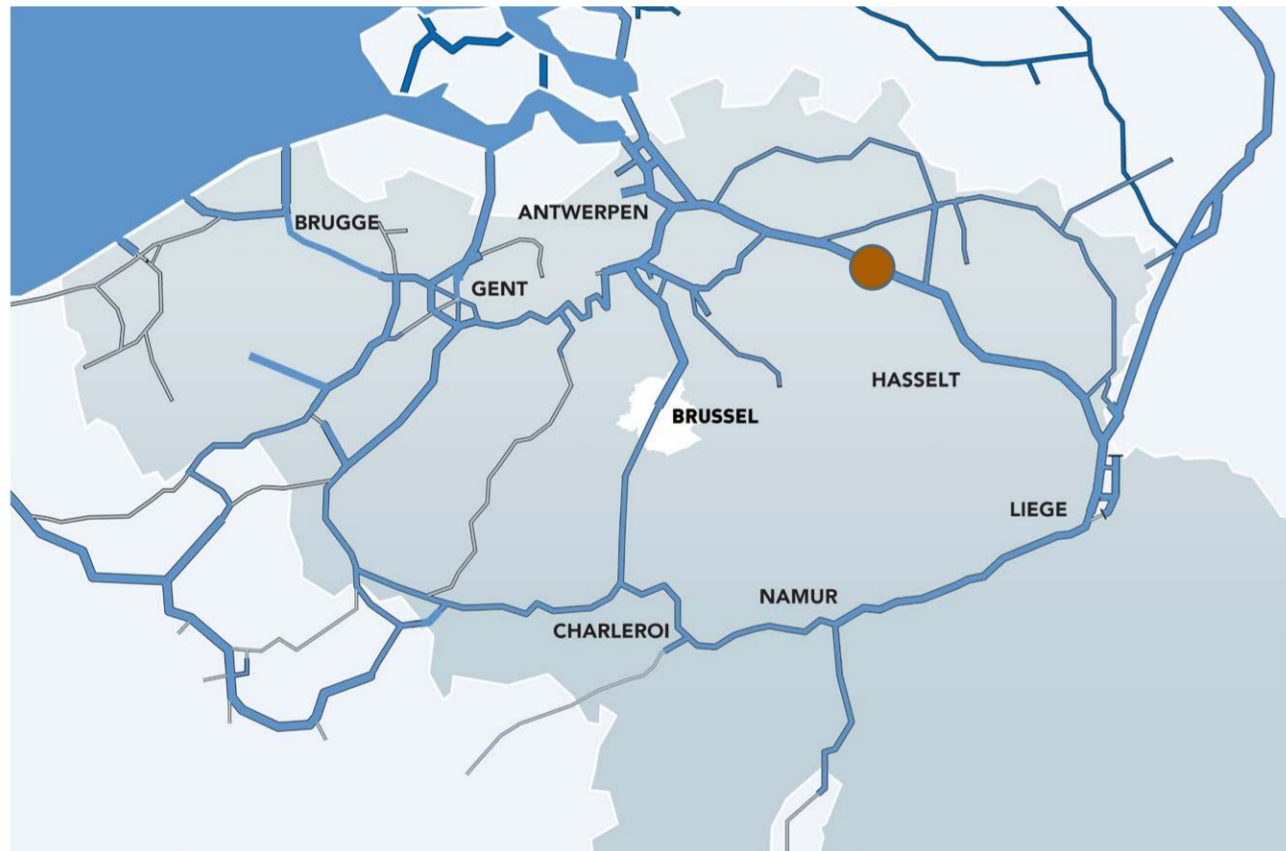 BRUGGE
ANTWERPEN
GENT
HASSELT
BRUSSEL
LIEGE
NAMUR
CHARLEROI